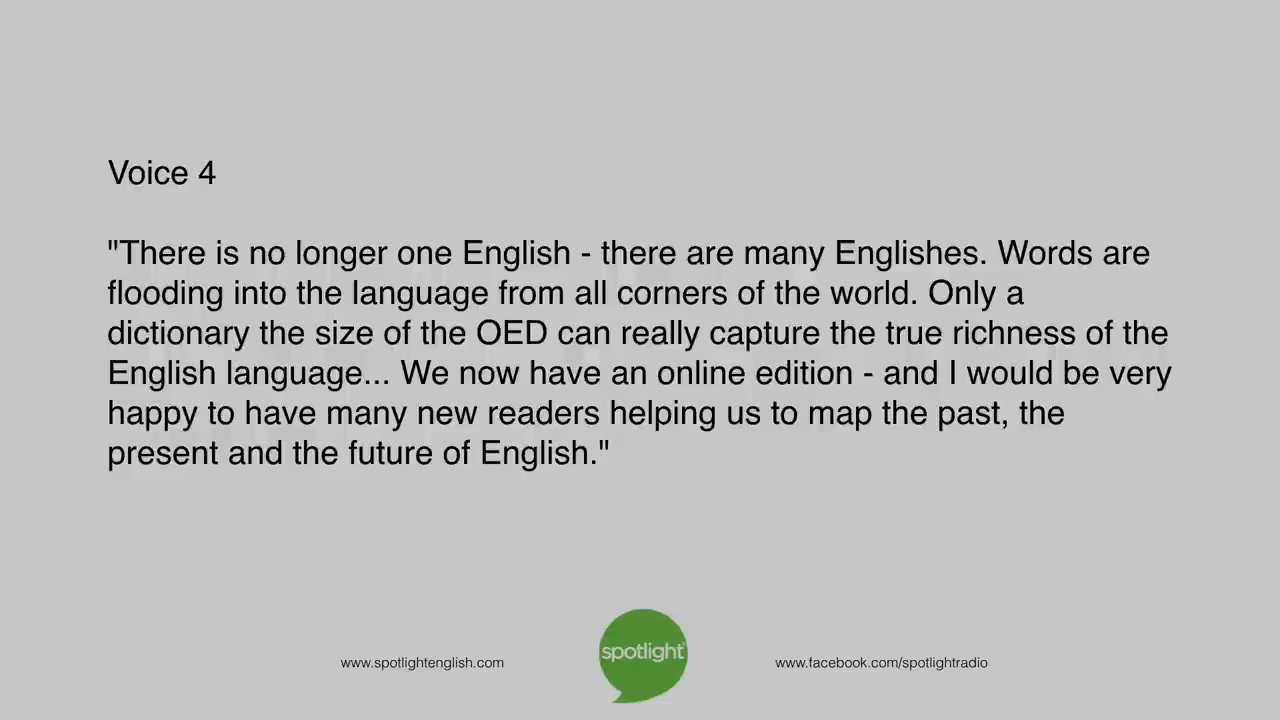 Voice 4
"There is no longer one English - there are many Englishes. Words are
flooding into the language from all corners of the world. Only a
dictionary the size of the OED can really capture the true richness of the
English language... We now have an online edition - and I would be very
happy to have many new readers helping us to map the past, the
present and the future of English."
www.spotlightenglish.com
spotlight
www.facebook.com/spotlightradio